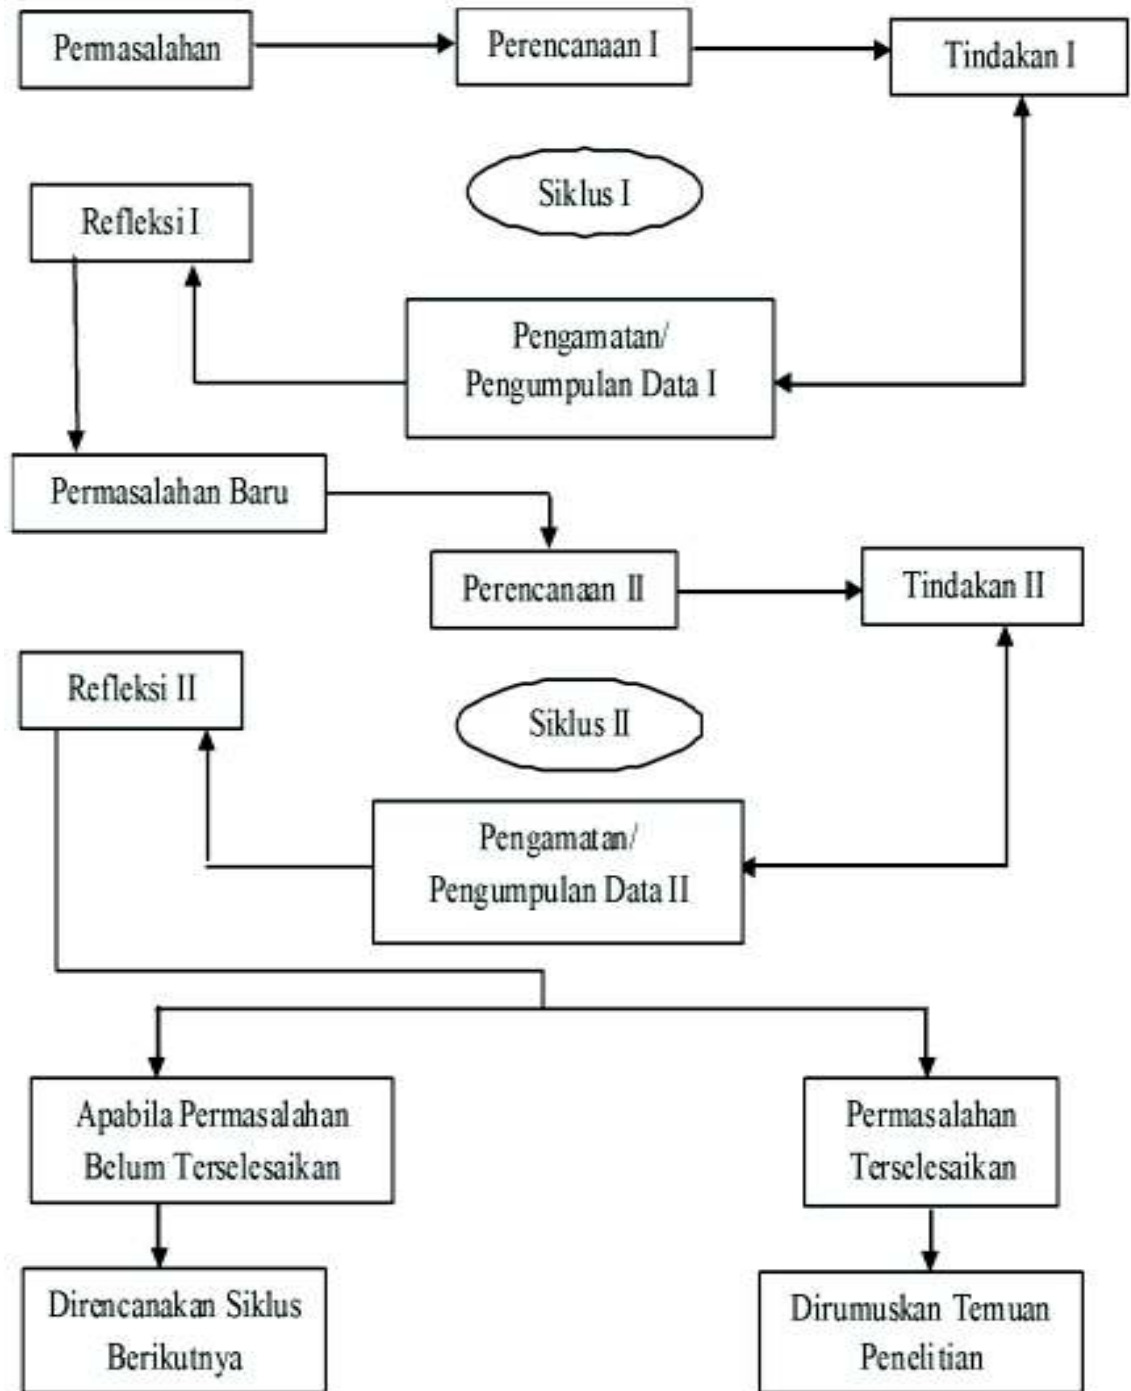 Permasalahan
Perencanaan I
Tindakan I
Siklus I
Refleksi I
Pengamatan/
Pengumpulan Data I
Permasalahan Baru
Perencanaan II
Tindakan II
Refleksi II
Siklus II
Pengamatan/
Pengumpulan Data II
Apabila Permasalahan
Belum Terselesaikan
Permasalahan
Terselesaikan
Direncanakan Siklus
Berikutnya
Dirumuskan Temuan
Penelitian